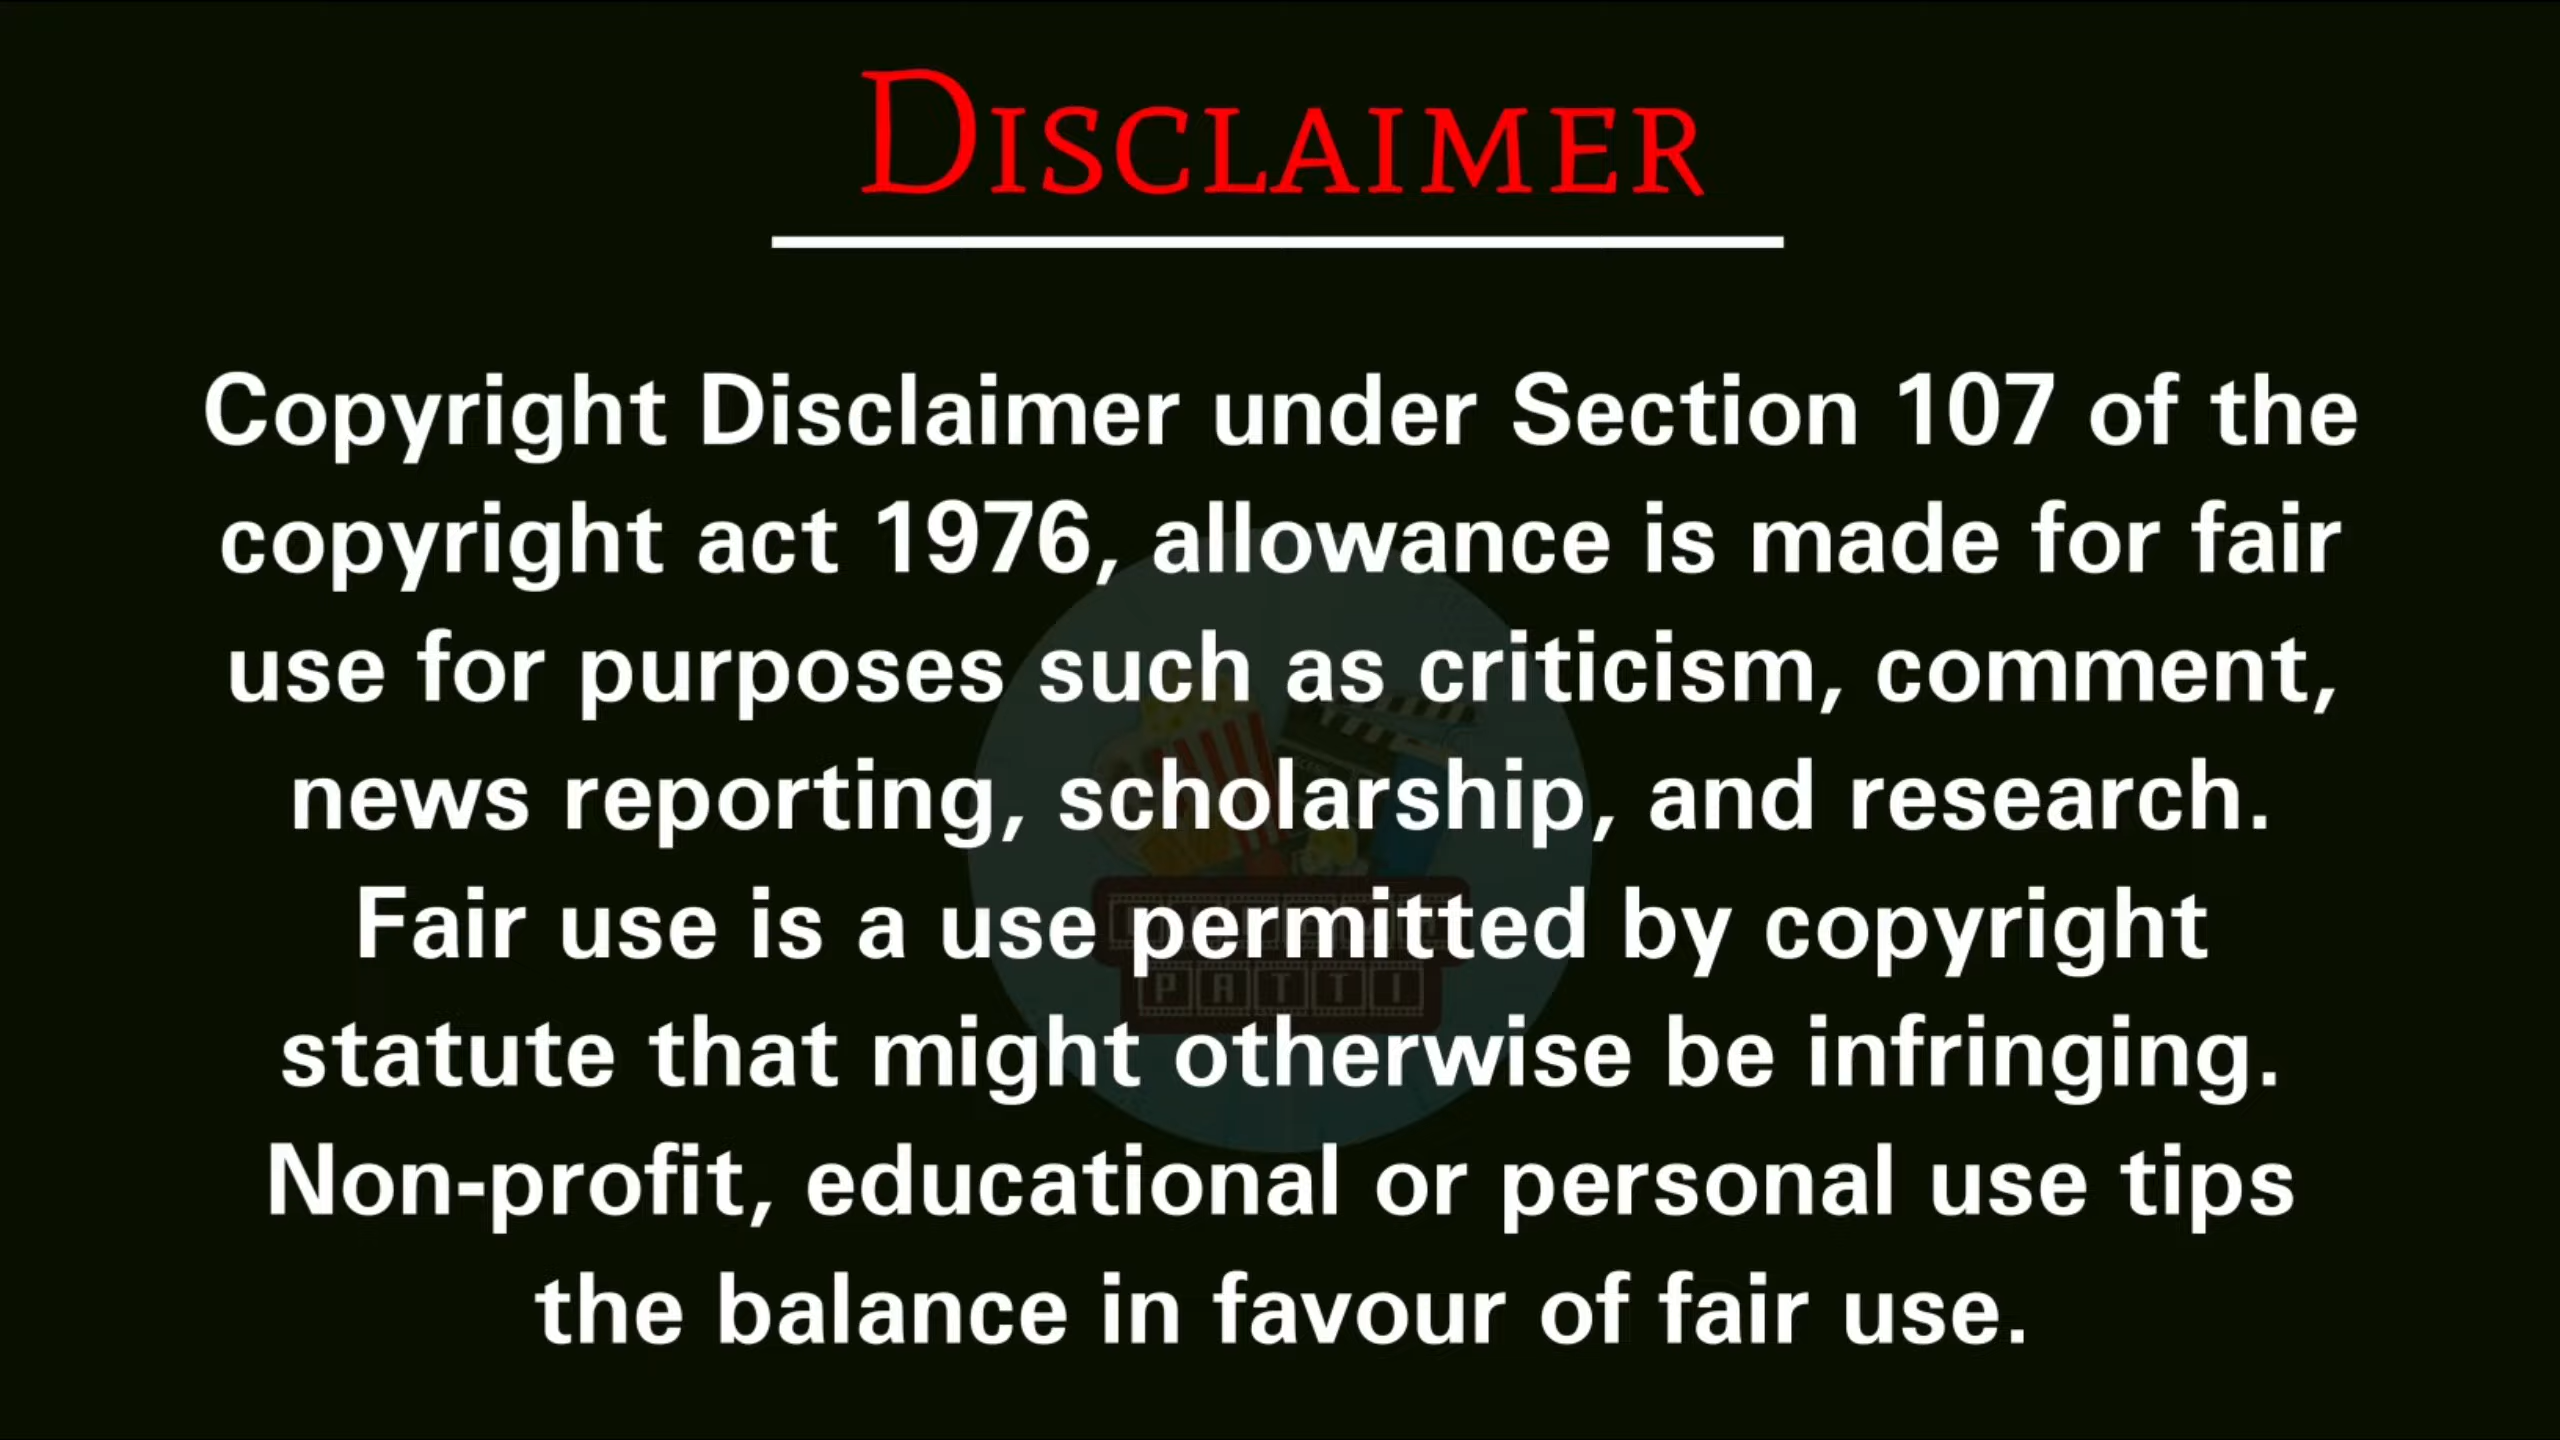 DISCLAIMER
Copyright Disclaimer under Section 107 of the
copyright act 1976, allowance is made for fair
use for purposes such as criticism, comment,
news reporting, scholarship, and research.
Fair use is a use permitted by copyright
statute that might otherwise be infringing.
Non-profit, educational or personal use tips
the balance in favour of fair use.
PATTI